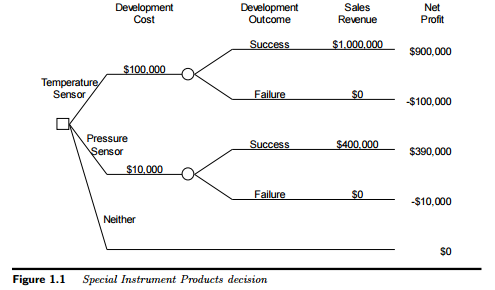 Development Development Sales Net
Cost Outcome Revenue Profit
Success $1,000,000 $900,000
$100,000
Temperature
Sensor
Failure $0 -$100,000
Pressure
Sensor
Success $400,000 $390,000
$10,000
Failure $0 -$10,000
Neither
$0
Figure 1.1 Special Instrument Products decision